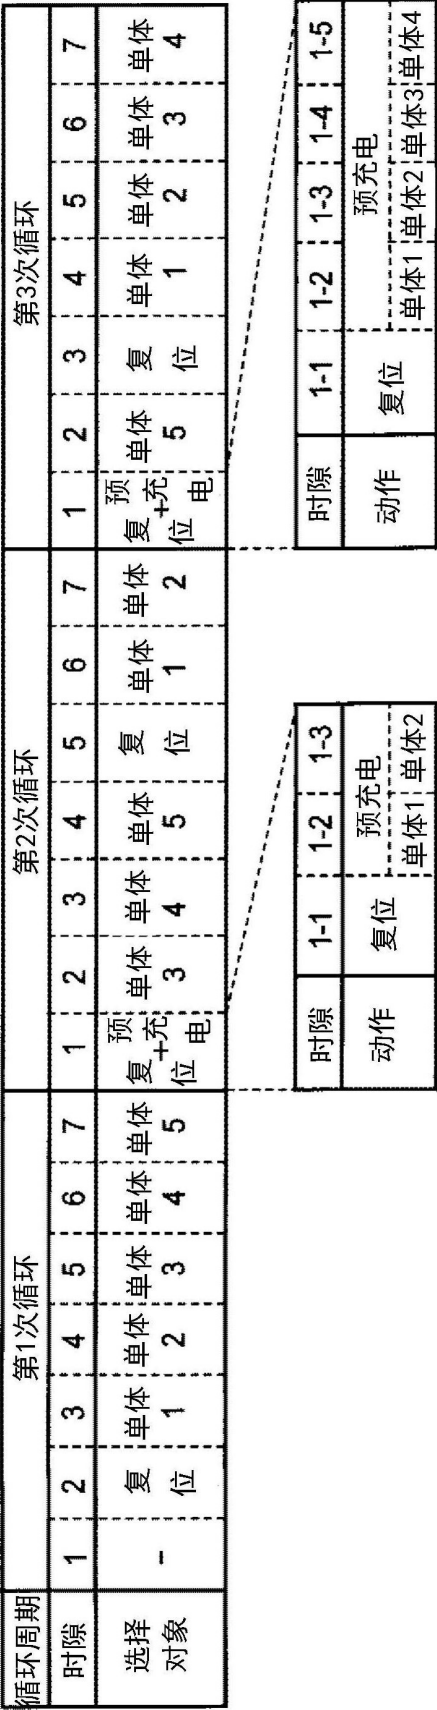 循环周期 第1次循环 第2次循环 第3次循环
时隙 1 2 3 4 5 6 7 1 2 3 4 5 6 7 1 2 3 4 5 6 7
选择对象 - 复位 单体1 单体2 单体3 单体4 单体5 复位+预充电 单体3 单体4 单体5 复位 单体1 单体2 复位+预充电 单体5 复位 单体1 单体2 单体3 单体4
时隙 1-1 1-2 1-3
动作 复位 预充电
单体1 单体2
时隙 1-1 1-2 1-3 1-4 1-5
动作 复位 预充电
单体1 单体2 单体3 单体4